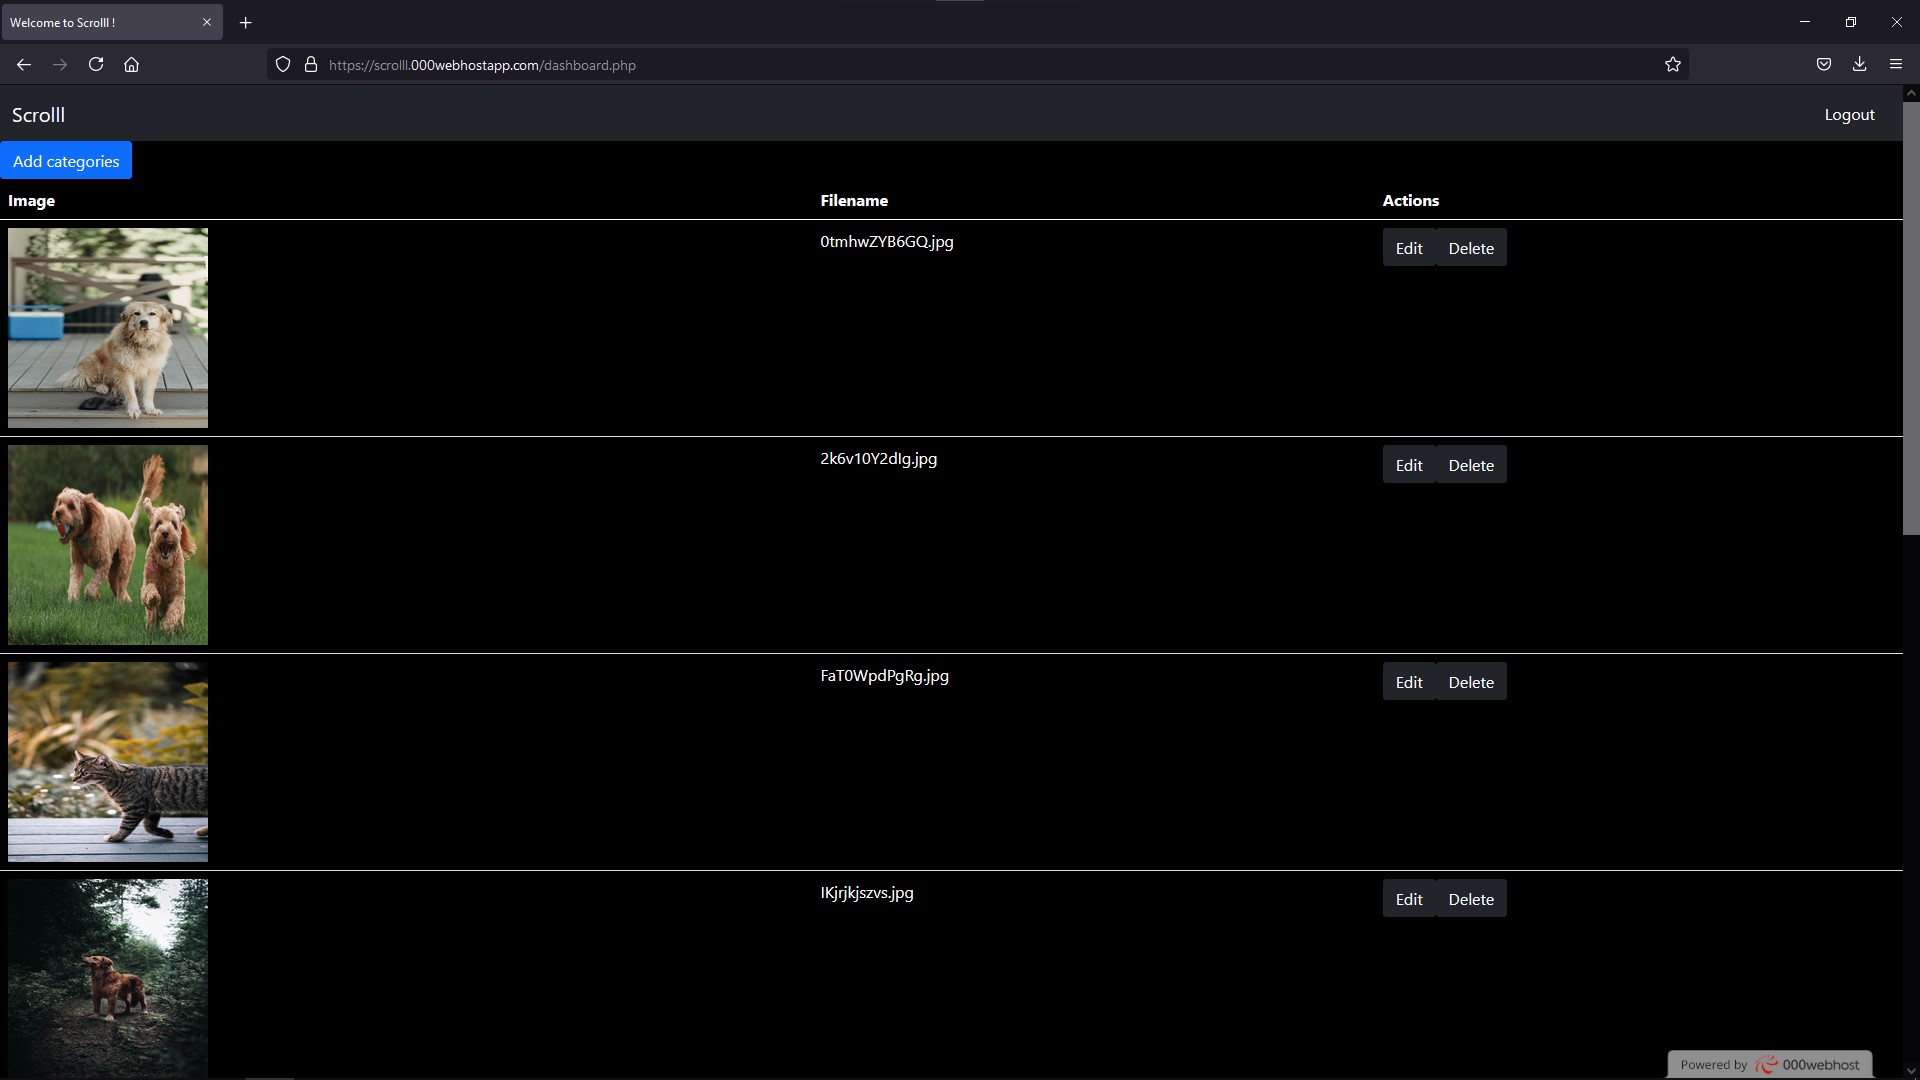 Welcome to Scrolll !
https://scrolll.000webhostapp.com/dashboard.php
Scrolll
Logout
Add categories
Image Filename Actions
0tmhwZYB6GQ.jpg Edit Delete
2k6v10Y2dIg.jpg Edit Delete
FaT0WpdPgRg.jpg Edit Delete
IKjrjkjszvs.jpg Edit Delete
Powered by 000webhost